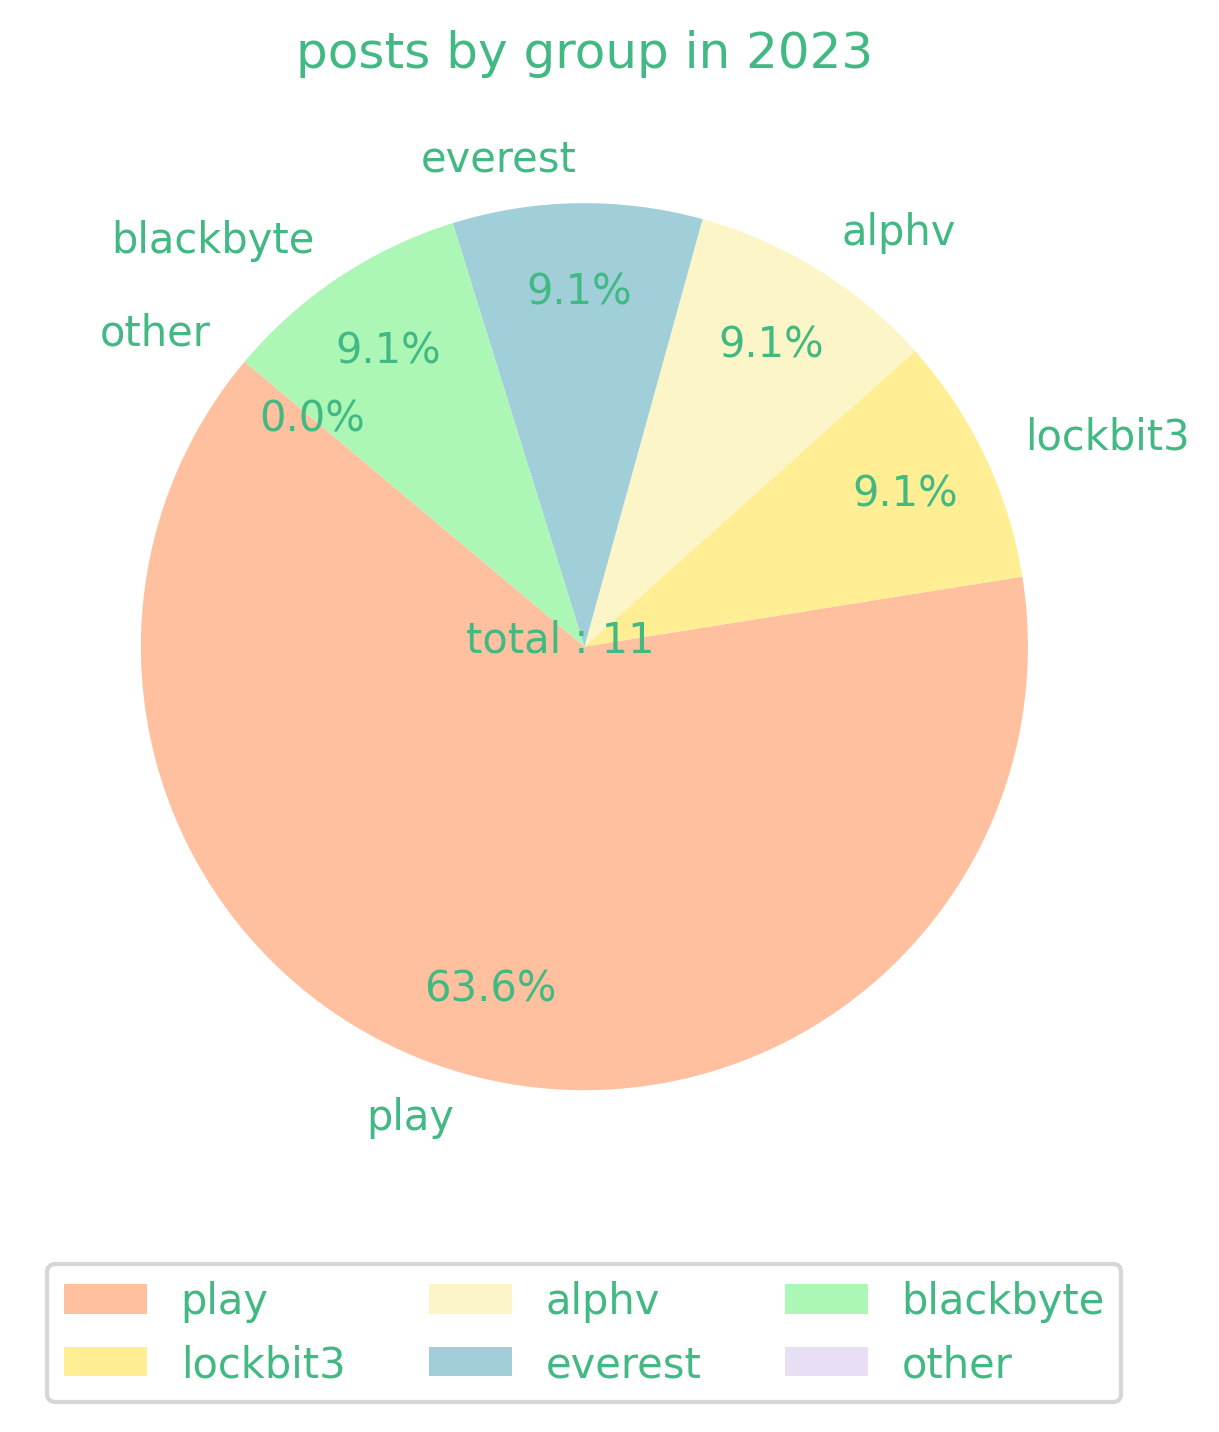 posts by group in 2023
everest
alphv
blackbyte
other
9.1%
9.1%
9.1%
0.0%
lockbit3
9.1%
total : 11
63.6%
play
play
alphv
blackbyte
lockbit3
everest
other